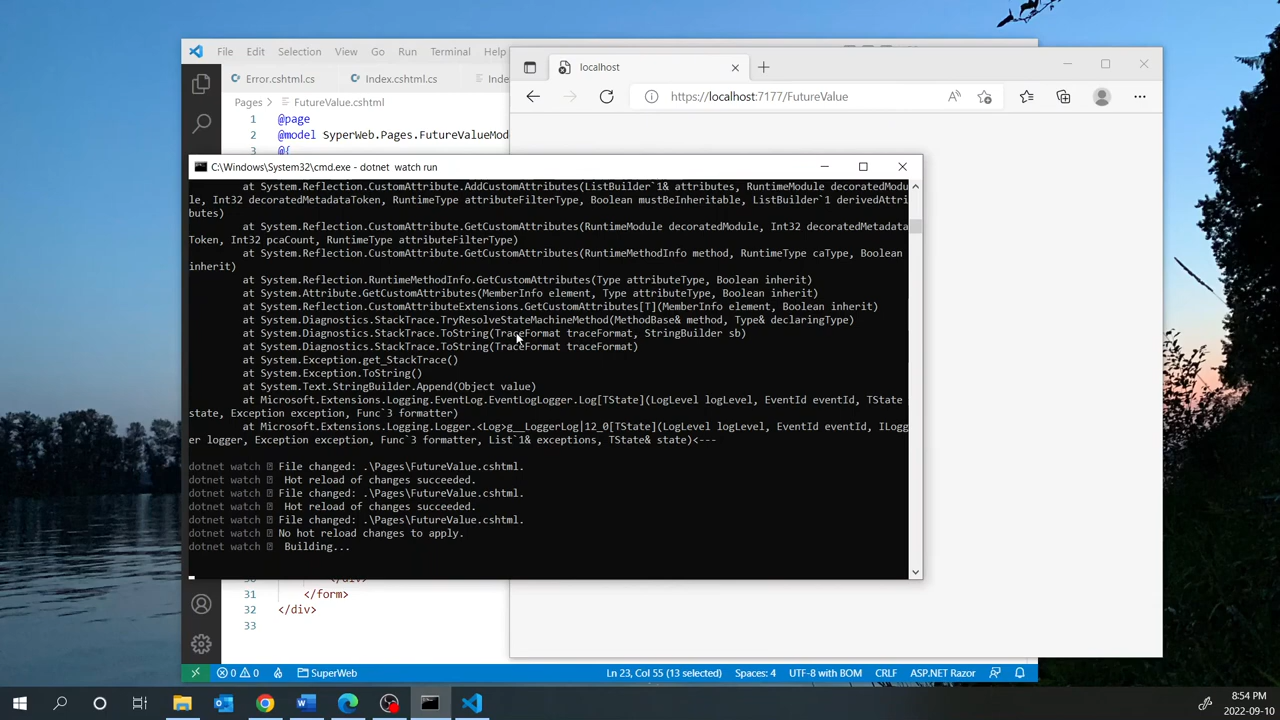 File Edit Selection View Go Run Terminal Help
Error.cshtml.cs Index.cshtml.cs Inde
Pages > FutureValue.cshtml
1 @page
2 @model SyperWeb.Pages.FutureValueMod
3 @{
localhost
https://localhost:7177/FutureValue
C:\Windows\System32\cmd.exe - dotnet watch run
at System.Reflection.CustomAttribute.AddCustomAttributes(ListBuilder`1& attributes, RuntimeModule decoratedModu
le, Int32 decoratedMetadataToken, RuntimeType attributeFilterType, Boolean mustBeInheritable, ListBuilder`1 derivedAttri
butes)
at System.Reflection.CustomAttribute.GetCustomAttributes(RuntimeModule decoratedModule, Int32 decoratedMetadata
Token, Int32 pcaCount, RuntimeType attributeFilterType)
at System.Reflection.CustomAttribute.GetCustomAttributes(RuntimeMethodInfo method, RuntimeType caType, Boolean
inherit)
at System.Reflection.RuntimeMethodInfo.GetCustomAttributes(Type attributeType, Boolean inherit)
at System.Attribute.GetCustomAttributes(MemberInfo element, Type attributeType, Boolean inherit)
at System.Reflection.CustomAttributeExtensions.GetCustomAttributes[T](MemberInfo element, Boolean inherit)
at System.Diagnostics.StackTrace.TryResolveStateMachineMethod(MethodBase& method, Type& declaringType)
at System.Diagnostics.StackTrace.ToString(TraceFormat traceFormat, StringBuilder sb)
at System.Diagnostics.StackTrace.ToString(TraceFormat traceFormat)
at System.Exception.get_StackTrace()
at System.Exception.ToString()
at System.Text.StringBuilder.Append(Object value)
at Microsoft.Extensions.Logging.EventLog.EventLogLogger.Log[TState](LogLevel logLevel, EventId eventId, TState
state, Exception exception, Func`3 formatter)
at Microsoft.Extensions.Logging.Logger.<Log>g__LoggerLog|12_0[TState](LogLevel logLevel, EventId eventId, ILogg
er logger, Exception exception, Func`3 formatter, List`1& exceptions, TState& state)<---
dotnet watch File changed: .\Pages\FutureValue.cshtml.
dotnet watch Hot reload of changes succeeded.
dotnet watch File changed: .\Pages\FutureValue.cshtml.
dotnet watch Hot reload of changes succeeded.
dotnet watch File changed: .\Pages\FutureValue.cshtml.
dotnet watch No hot reload changes to apply.
dotnet watch Building...
31 </form>
32 </div>
33
0 0 SuperWeb Ln 23, Col 55 (13 selected) Spaces: 4 UTF-8 with BOM CRLF ASP.NET Razor
8:54 PM
2022-09-10